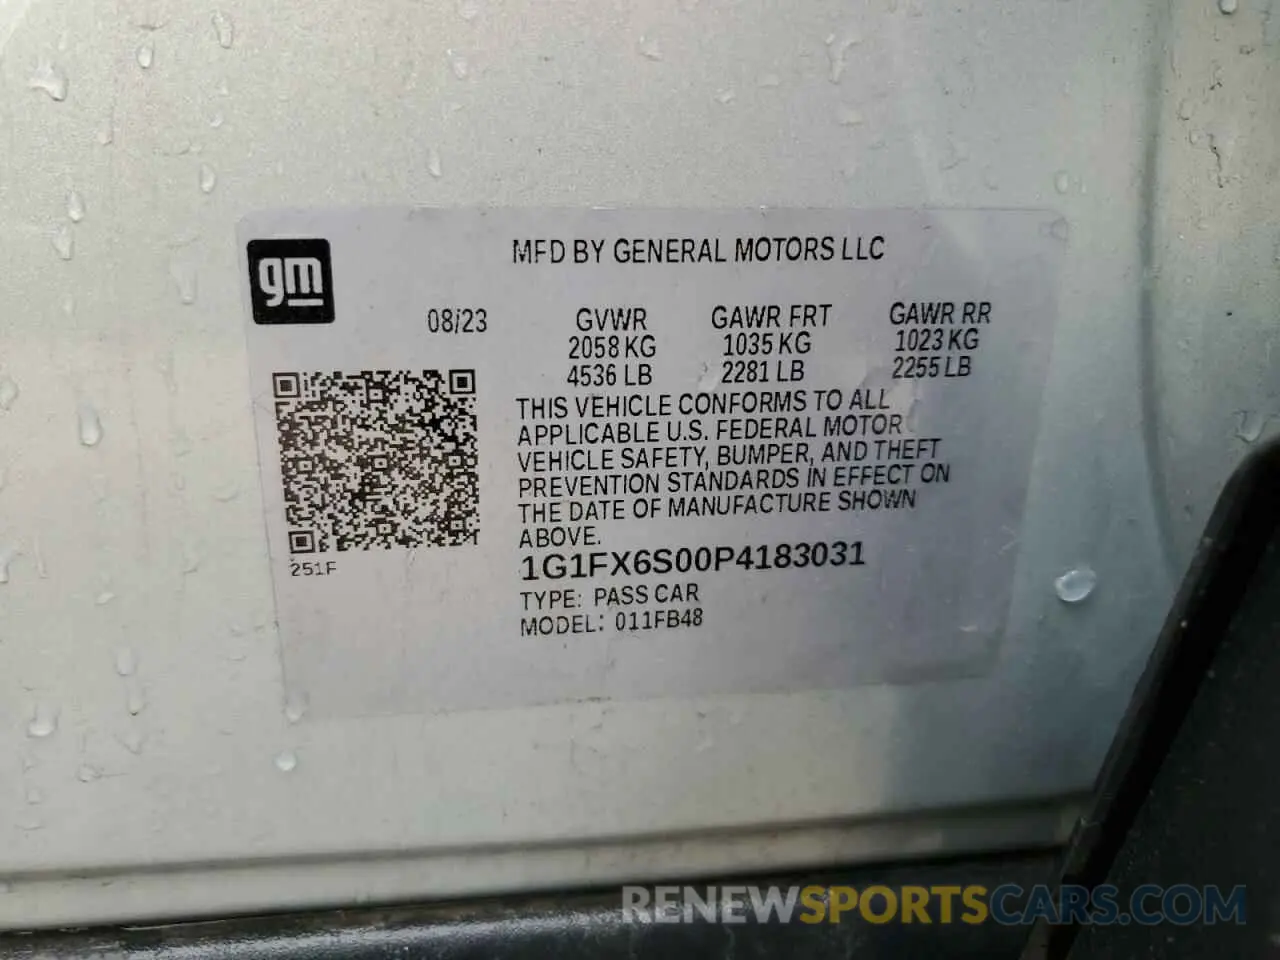 gm
MFD BY GENERAL MOTORS LLC
08/23 GVWR GAWR FRT GAWR RR
2058 KG 1035 KG 1023 KG
4536 LB 2281 LB 2255 LB
THIS VEHICLE CONFORMS TO ALL
APPLICABLE U.S. FEDERAL MOTOR
VEHICLE SAFETY, BUMPER, AND THEFT
PREVENTION STANDARDS IN EFFECT ON
THE DATE OF MANUFACTURE SHOWN
ABOVE.
251F
1G1FX6S00P4183031
TYPE: PASS CAR
MODEL: 011FB48
RENEWSPORTSCARS.COM